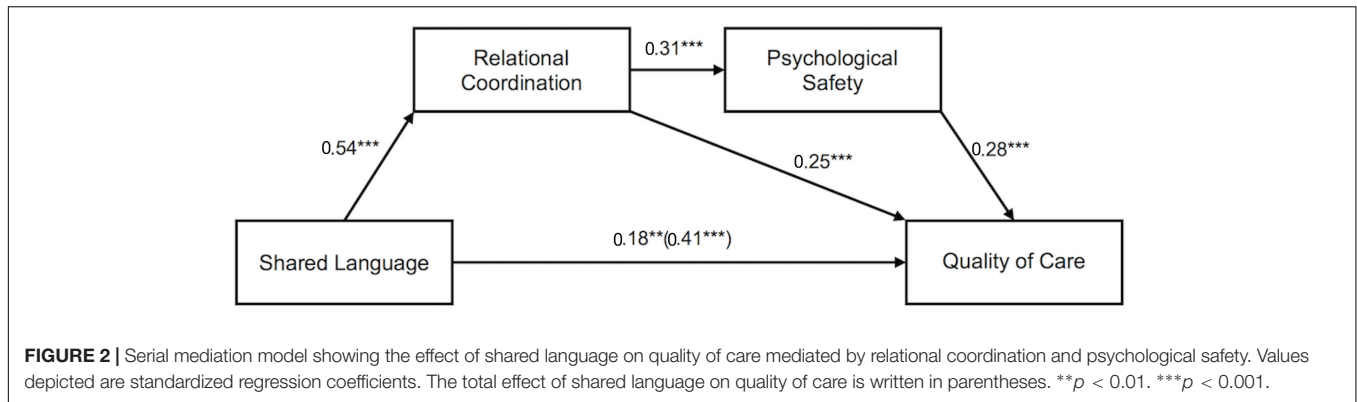 Relational
Coordination
0.31***
Psychological
Safety
0.54***
0.25***
0.28***
Shared Language
0.18**(0.41***)
Quality of Care
FIGURE 2 | Serial mediation model showing the effect of shared language on quality of care mediated by relational coordination and psychological safety. Values
depicted are standardized regression coefficients. The total effect of shared language on quality of care is written in parentheses. **p < 0.01. ***p < 0.001.